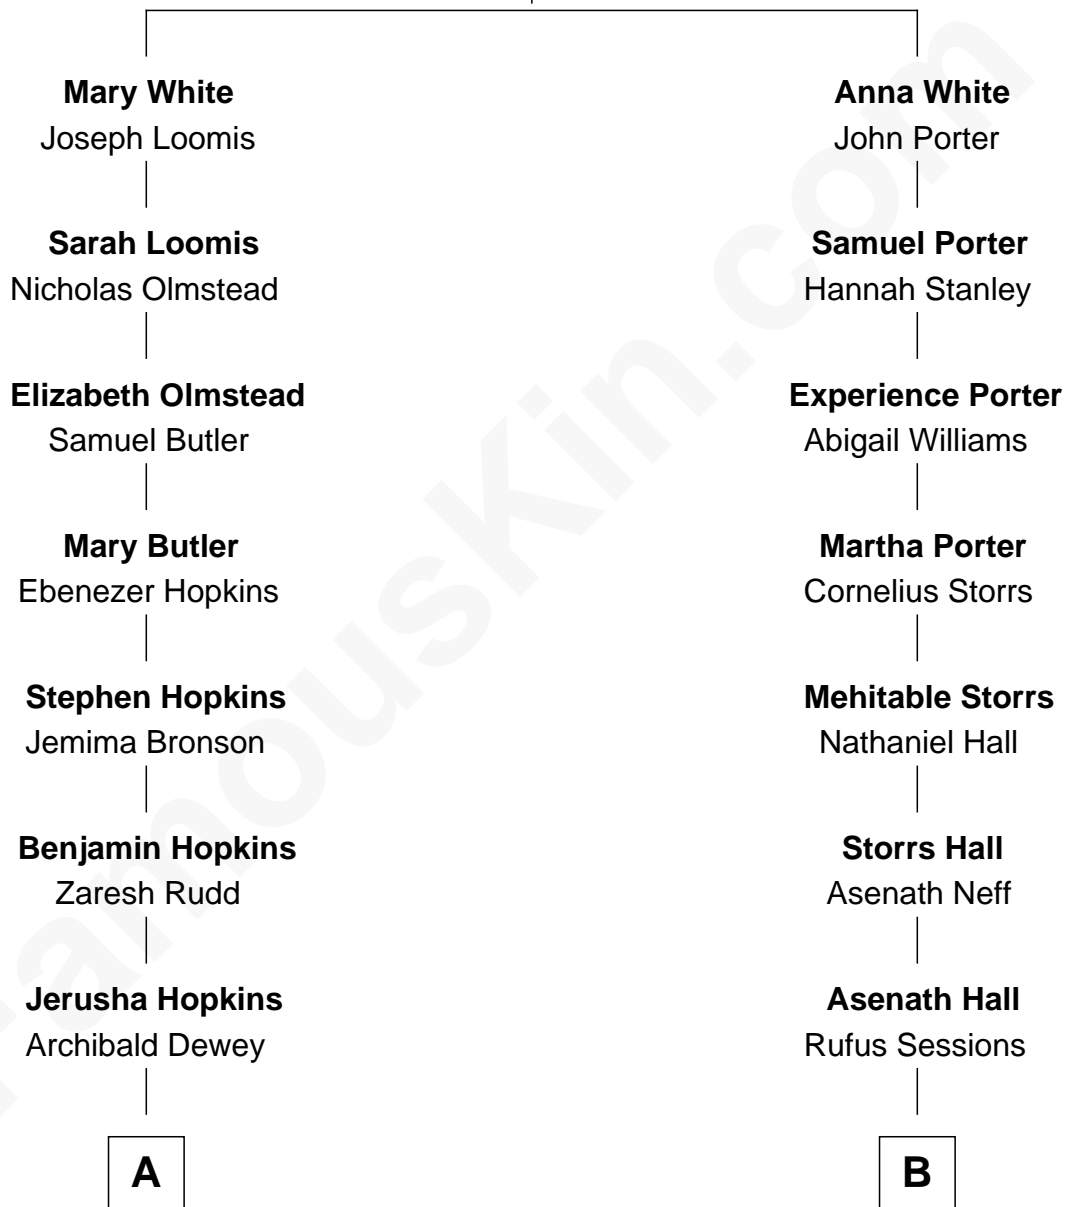 Mary White
Joseph Loomis
Sarah Loomis
Nicholas Olmstead
Elizabeth Olmstead
Samuel Butler
Mary Butler
Ebenezer Hopkins
Stephen Hopkins
Jemima Bronson
Benjamin Hopkins
Zaresh Rudd
Jerusha Hopkins
Archibald Dewey
A
Anna White
John Porter
Samuel Porter
Hannah Stanley
Experience Porter
Abigail Williams
Martha Porter
Cornelius Storrs
Mehitable Storrs
Nathaniel Hall
Storrs Hall
Asenath Neff
Asenath Hall
Rufus Sessions
B
FamousKin.com